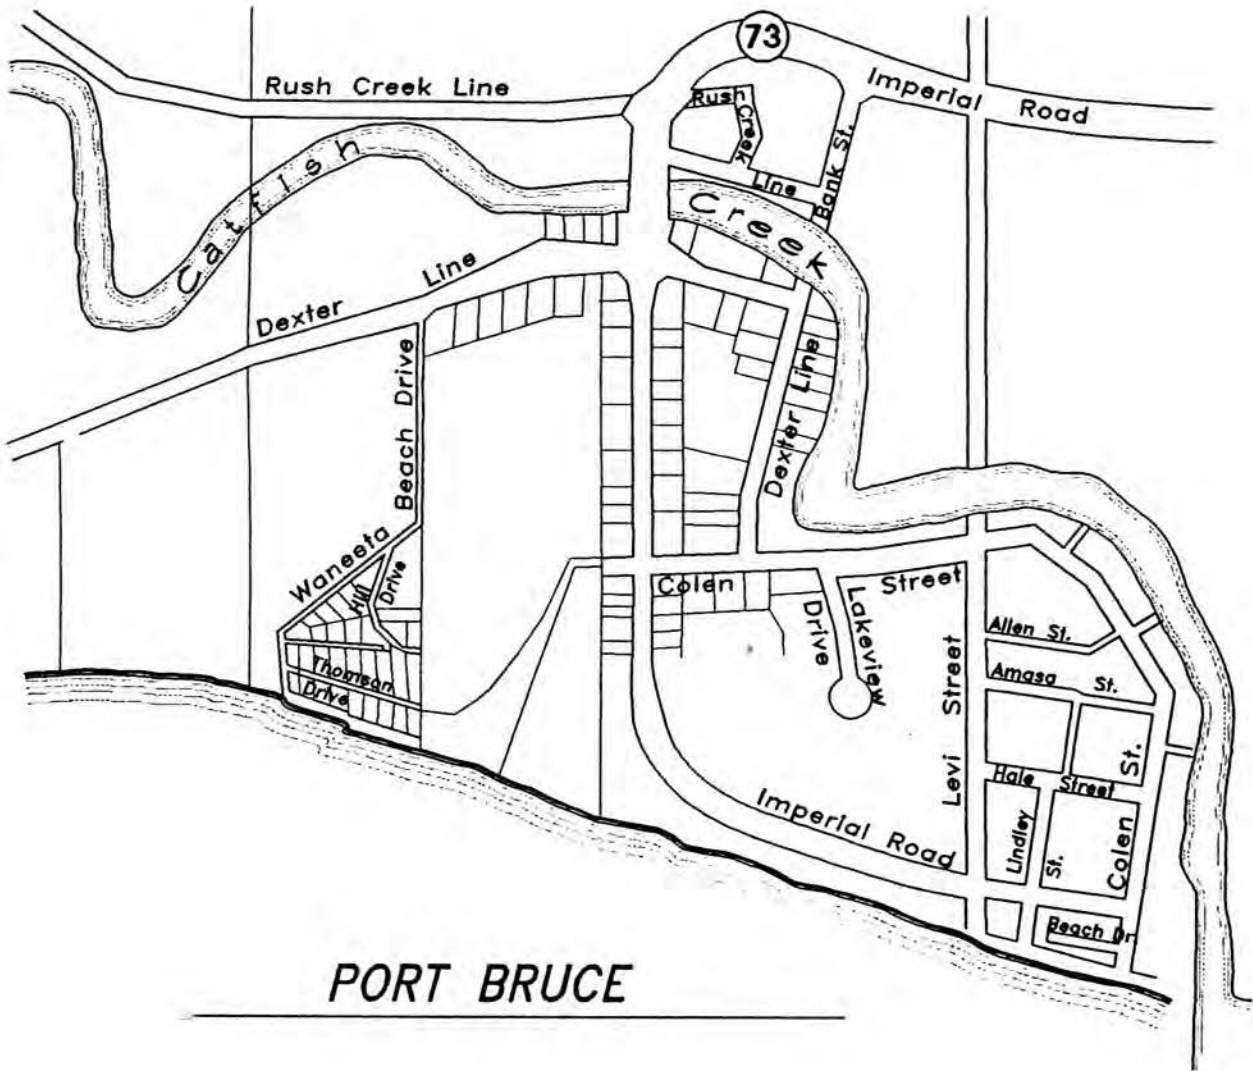 73
Imperial Road
Rush Creek Line
Rush Creek
Line
Bank St.
Catfish
Creek
Dexter Line
Dexter Line
Beach Drive
Waneeta
Hill Drive
Thomson
Drive
Colen Street
Lakeview
Drive
Levi Street
Allen St.
Amasa St.
Hale Street
Lindley St.
Colen St.
Imperial Road
Beach Dr.
PORT BRUCE